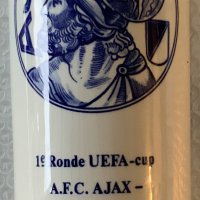 1e Ronde UEFA-cup
A.F.C. AJAX –